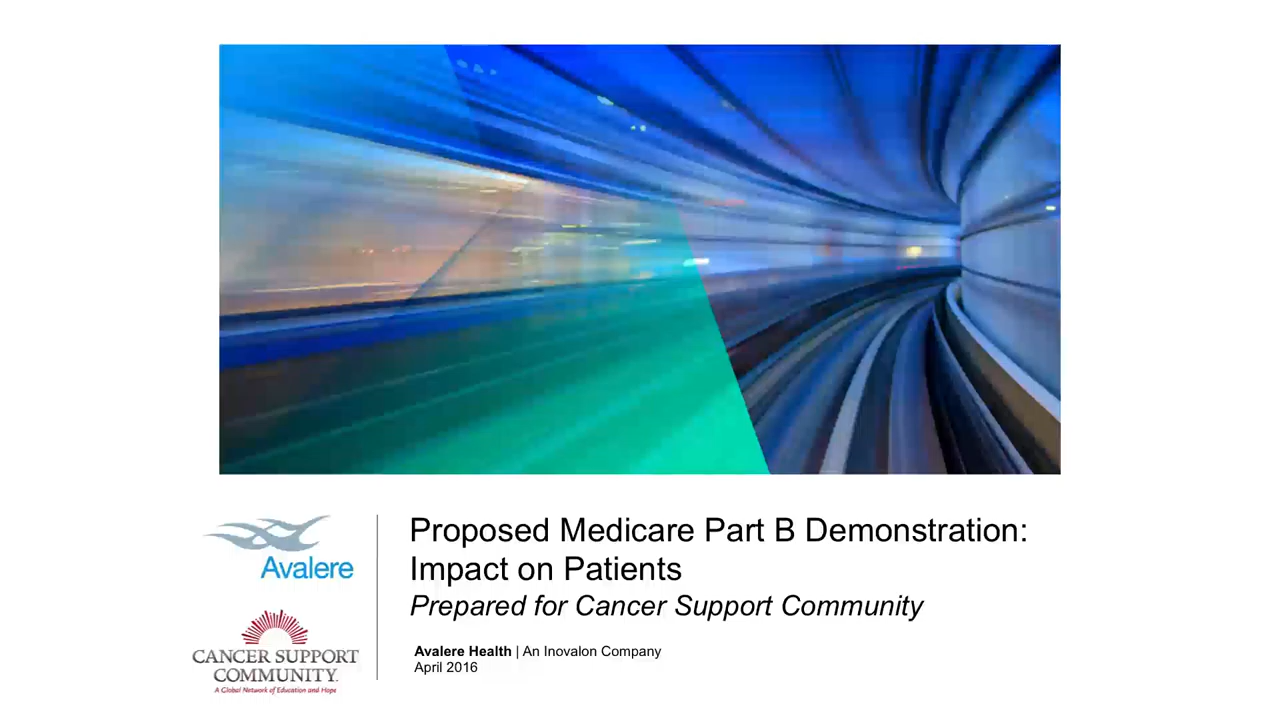 Avalere
CANCER SUPPORT
COMMUNITY.
A Global Network of Education and Hope
Proposed Medicare Part B Demonstration:
Impact on Patients
Prepared for Cancer Support Community
Avalere Health | An Inovalon Company
April 2016